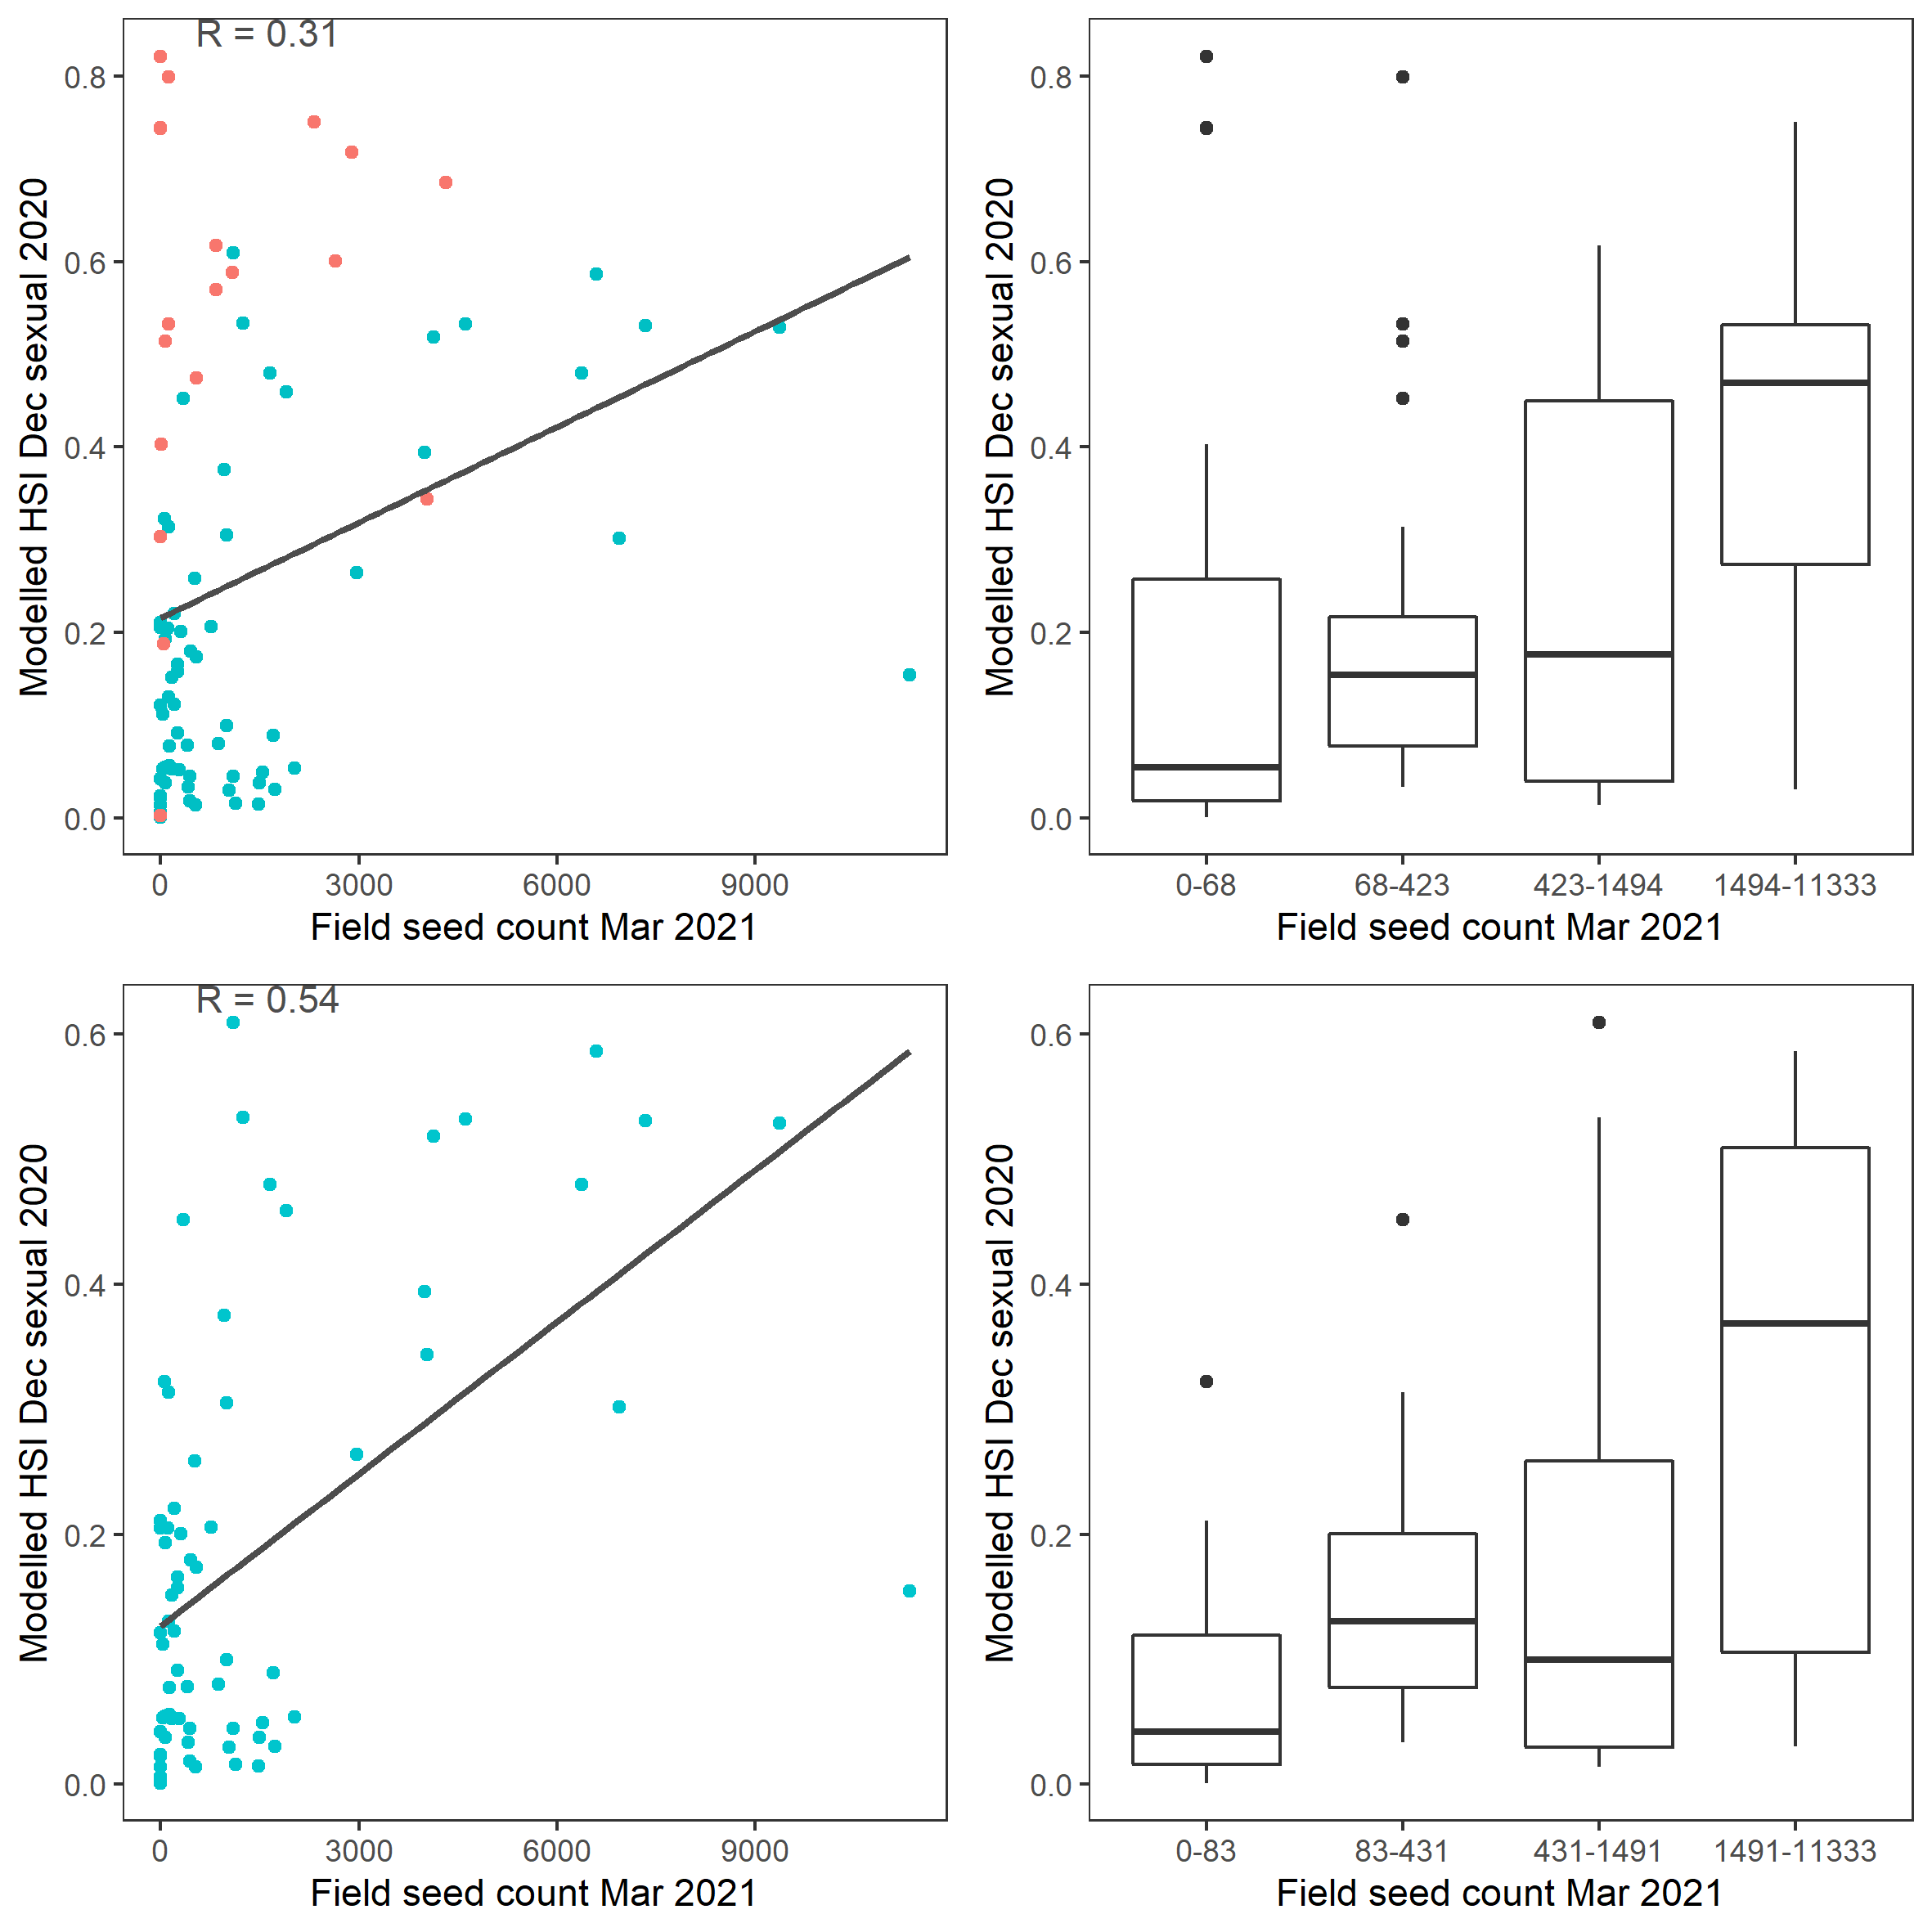 R = 0.31
0.8
0.6
0.4
0.2
0.0
Modelled HSI Dec sexual 2020
0 3000 6000 9000
Field seed count Mar 2021
0.8
0.6
0.4
0.2
0.0
Modelled HSI Dec sexual 2020
0-68 68-423 423-1494 1494-11333
Field seed count Mar 2021
R = 0.54
0.6
0.4
0.2
0.0
Modelled HSI Dec sexual 2020
0 3000 6000 9000
Field seed count Mar 2021
0.6
0.4
0.2
0.0
Modelled HSI Dec sexual 2020
0-83 83-431 431-1491 1491-11333
Field seed count Mar 2021